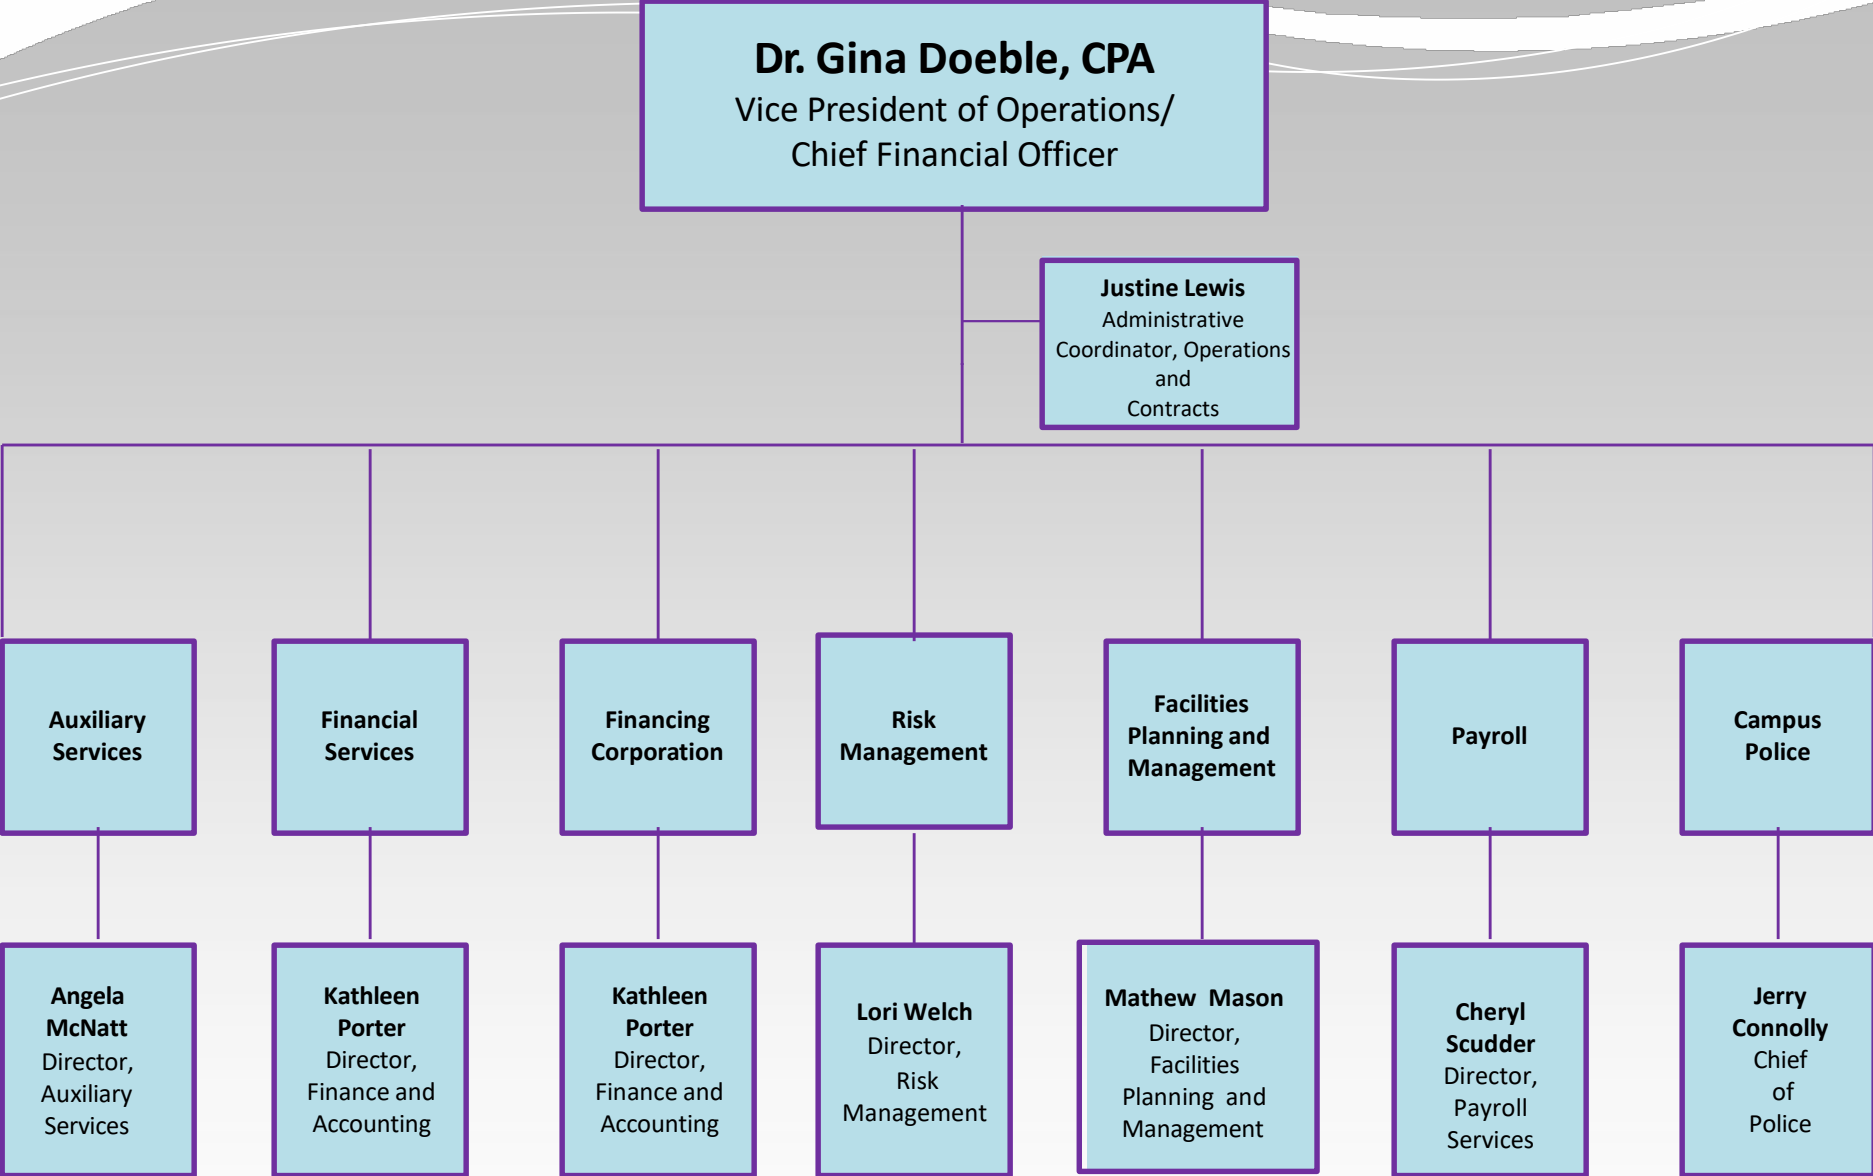 Dr. Gina Doeble, CPA
Vice President of Operations/
Chief Financial Officer
Justine Lewis
Administrative
Coordinator, Operations
and
Contracts
Auxiliary
Services
Financial
Services
Financing
Corporation
Risk
Management
Facilities
Planning and
Management
Payroll
Campus
Police
Angela
McNatt
Director,
Auxiliary
Services
Kathleen
Porter
Director,
Finance and
Accounting
Kathleen
Porter
Director,
Finance and
Accounting
Lori Welch
Director,
Risk
Management
Mathew Mason
Director,
Facilities
Planning and
Management
Cheryl
Scudder
Director,
Payroll
Services
Jerry
Connolly
Chief
of
Police